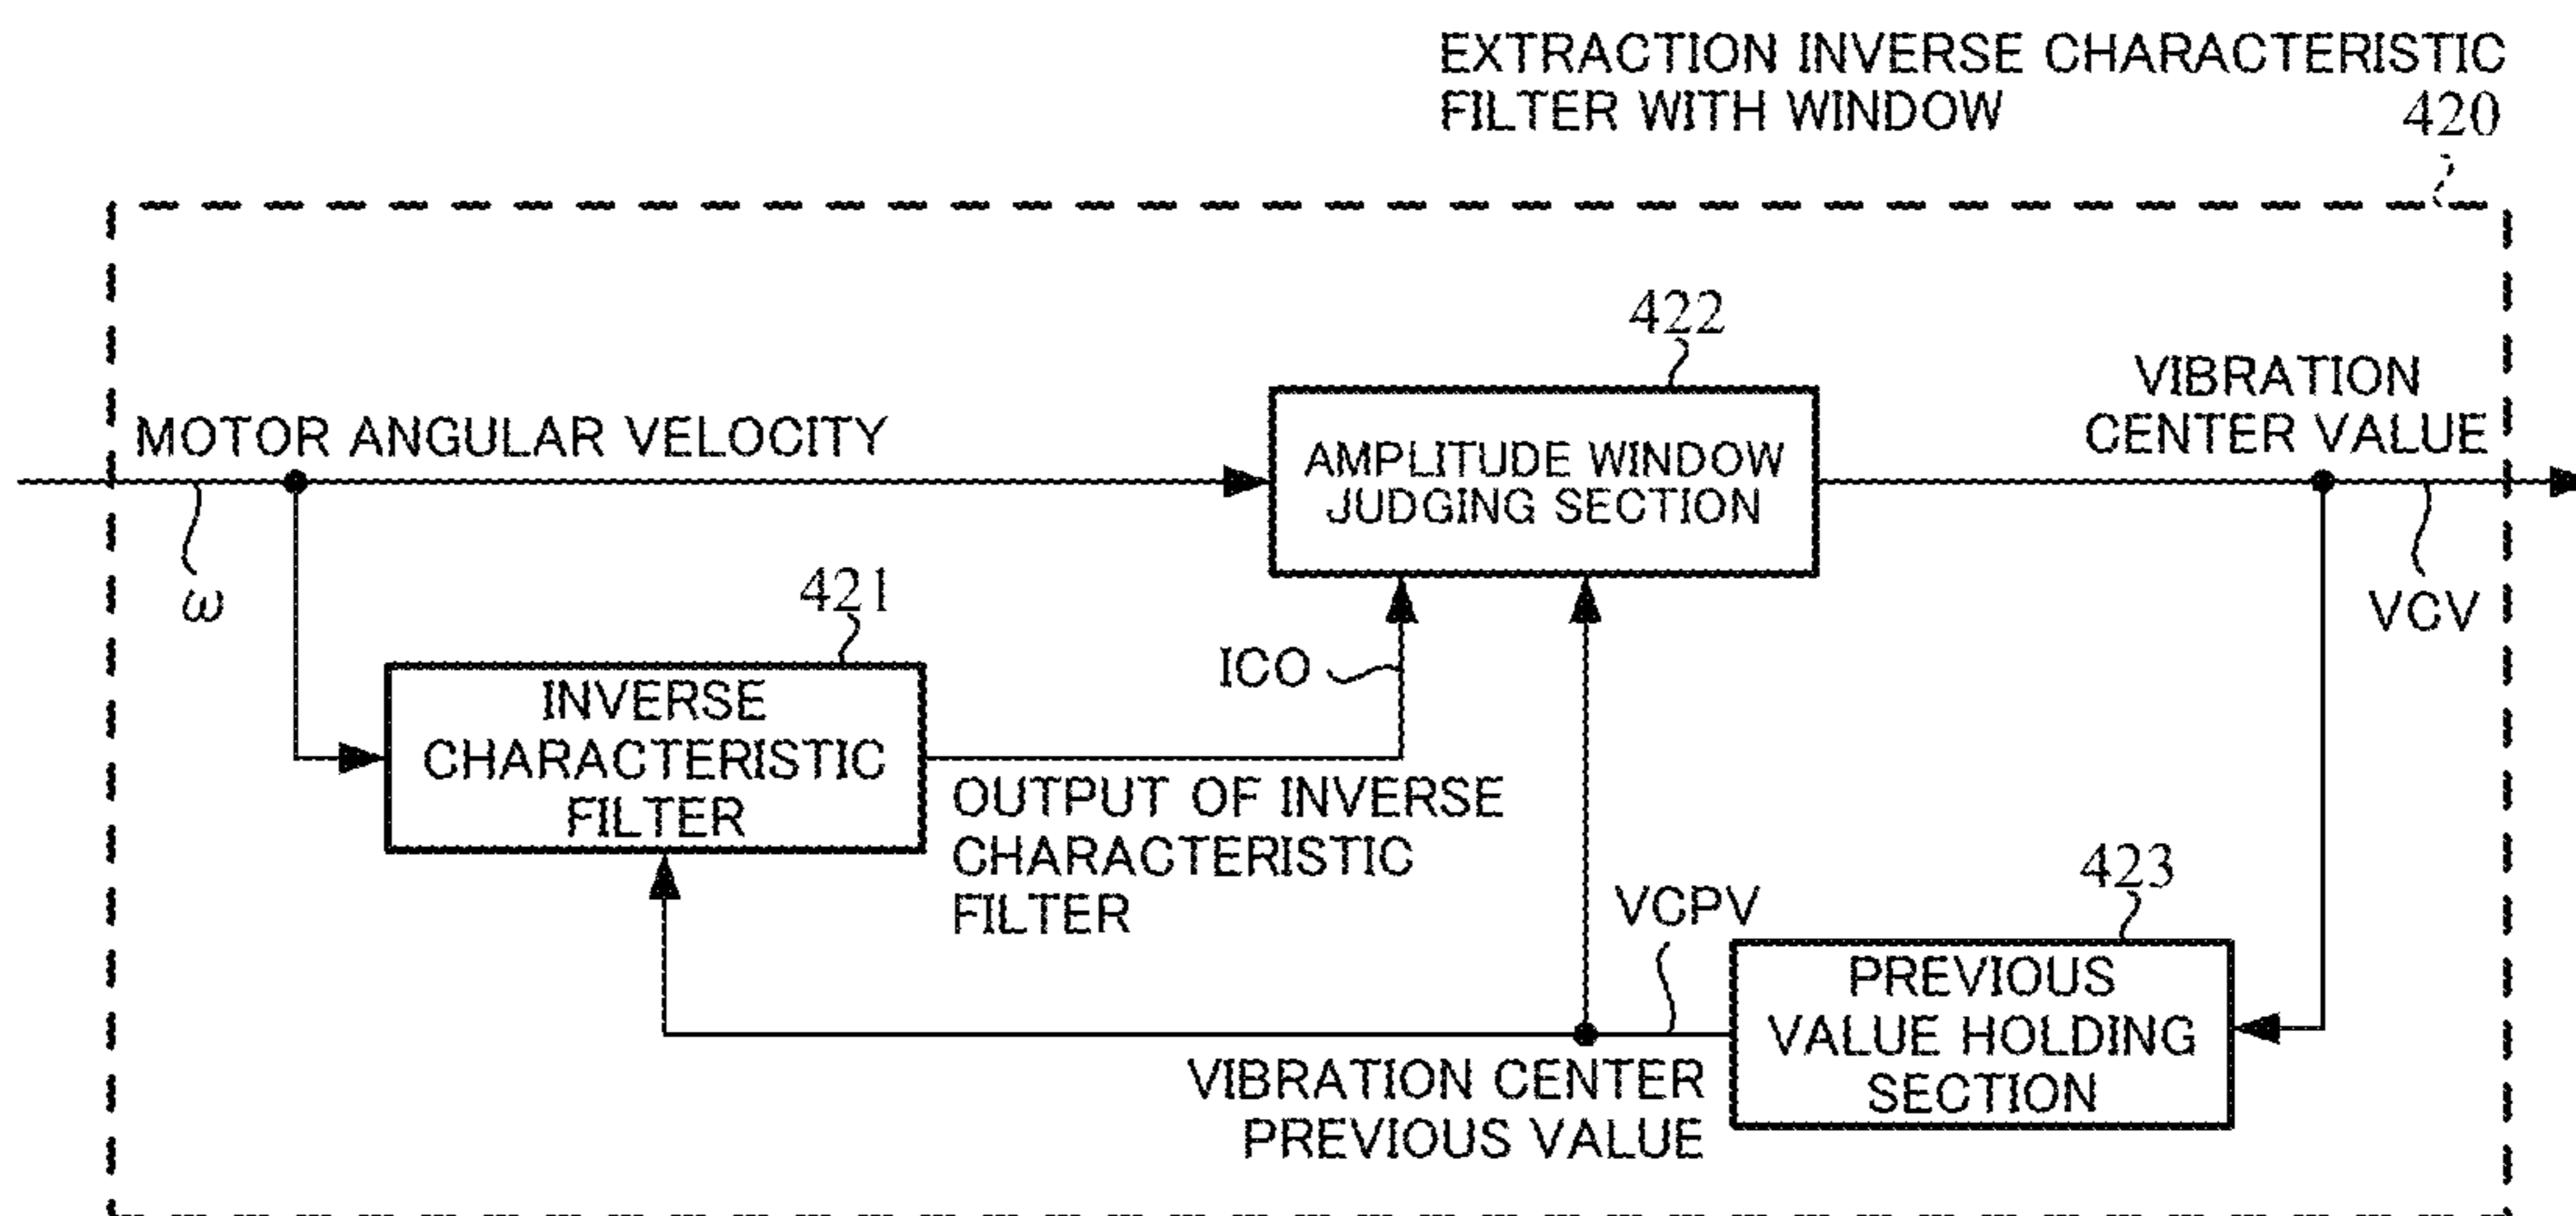 EXTRACTION INVERSE CHARACTERISTIC
FILTER WITH WINDOW
420
422
MOTOR ANGULAR VELOCITY
AMPLITUDE WINDOW
JUDGING SECTION
VIBRATION
CENTER VALUE
ω
421
ICO
VCV
INVERSE
CHARACTERISTIC
FILTER
OUTPUT OF INVERSE
CHARACTERISTIC
FILTER
VCPV
423
PREVIOUS
VALUE HOLDING
SECTION
VIBRATION CENTER
PREVIOUS VALUE